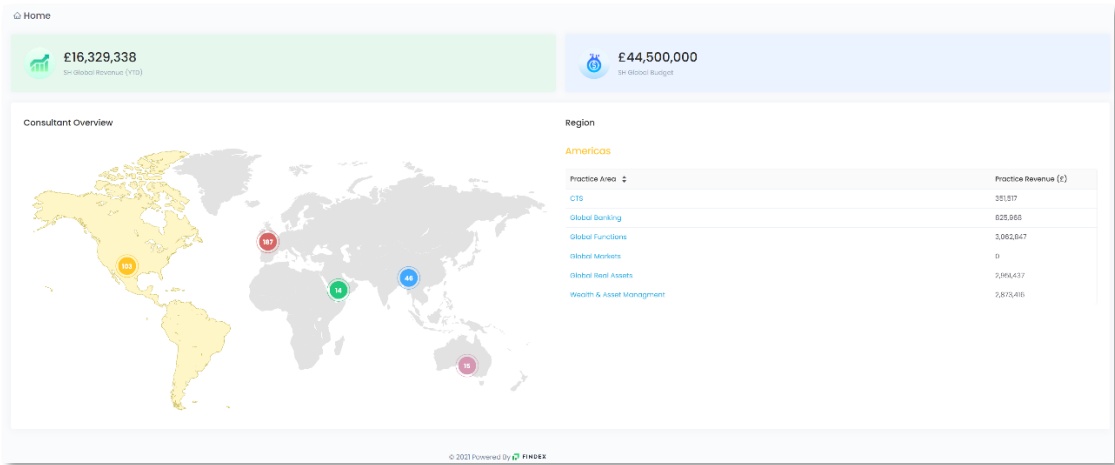 Home
£16,329,338
SH Global Revenue (YTD)
£44,500,000
SH Global Budget
Consultant Overview
Region
Americas
Practice Area
Practice Revenue (£)
CTS
351,517
Global Banking
825,968
Global Functions
3,062,847
Global Markets
0
Global Real Assets
2,961,437
Wealth & Asset Managment
2,873,415
187
103
48
14
15
© 2021 Powered By FINDEX